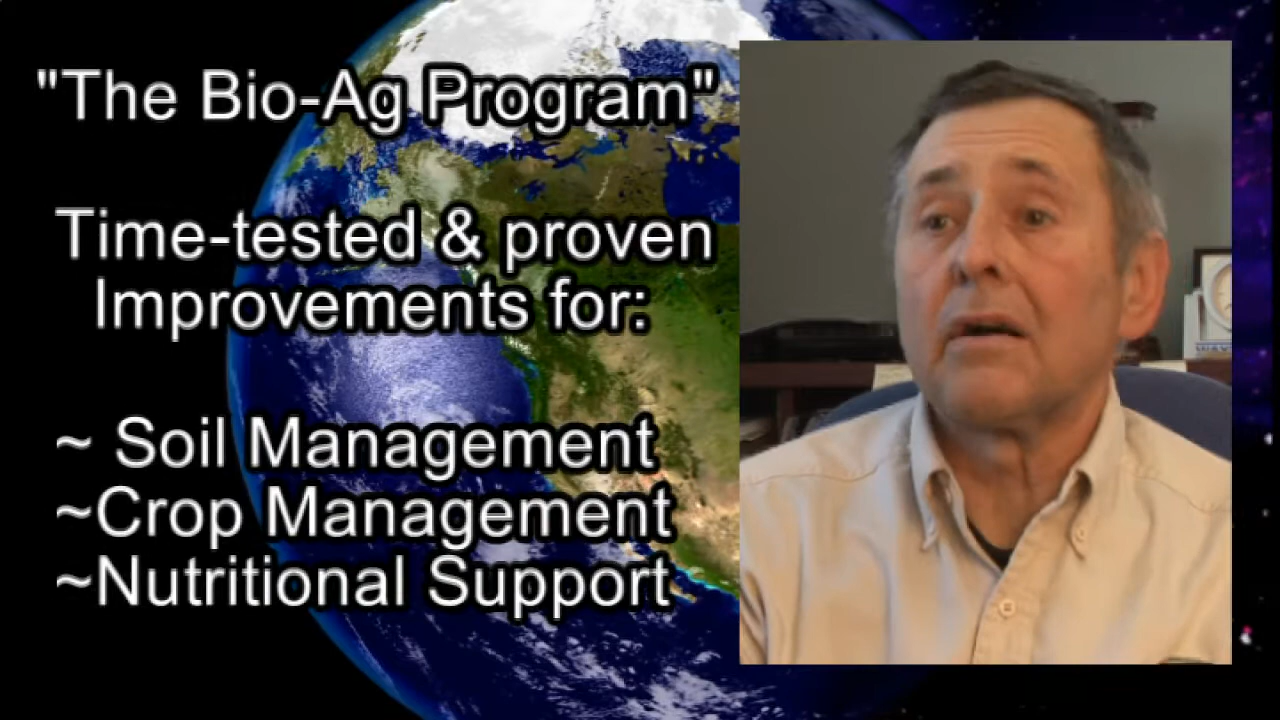 "The Bio-Ag Program"
Time-tested & proven
Improvements for:
~ Soil Management
~Crop Management
~Nutritional Support